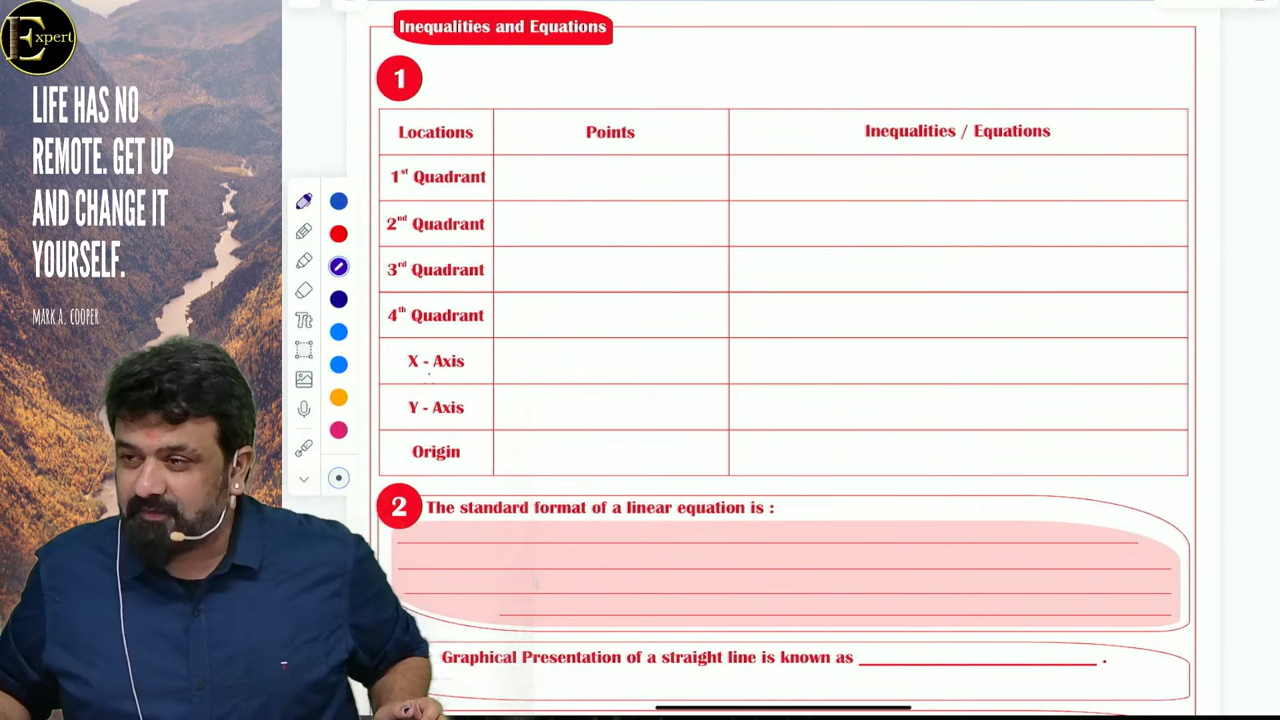 Expert
LIFE HAS NO
REMOTE. GET UP
AND CHANGE IT
YOURSELF.
MARK A. COOPER
Tt
Inequalities and Equations
1
Locations Points Inequalities / Equations
1st Quadrant
2nd Quadrant
3rd Quadrant
4th Quadrant
X - Axis
Y - Axis
Origin
2 The standard format of a linear equation is :
Graphical Presentation of a straight line is known as ____________________ .